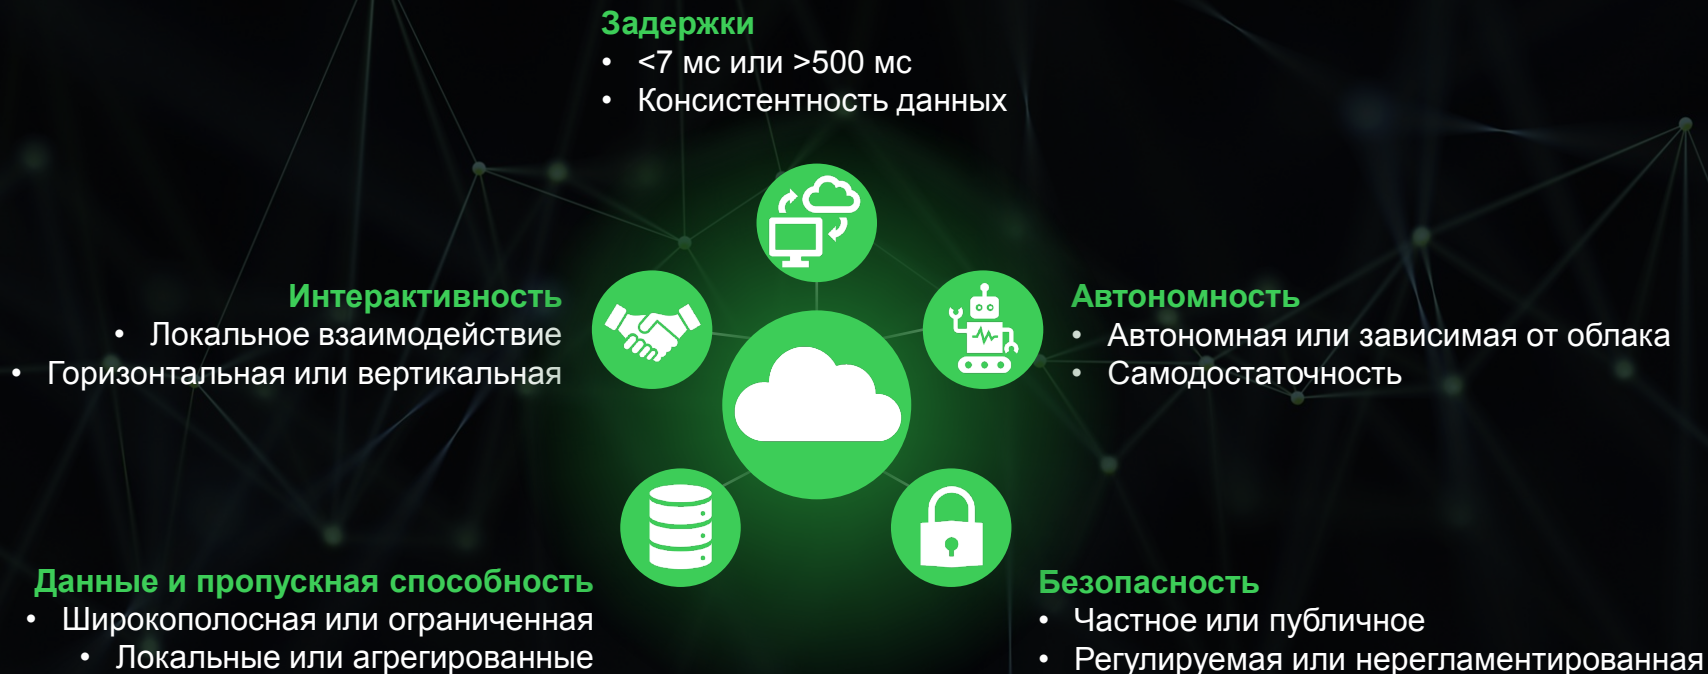 Задержки
• <7 мс или >500 мс
• Консистентность данных
Интерактивность
• Локальное взаимодействие
• Горизонтальная или вертикальная
Автономность
• Автономная или зависимая от облака
• Самодостаточность
Данные и пропускная способность
• Широкополосная или ограниченная
• Локальные или агрегированные
Безопасность
• Частное или публичное
• Регулируемая или нерегламентированная